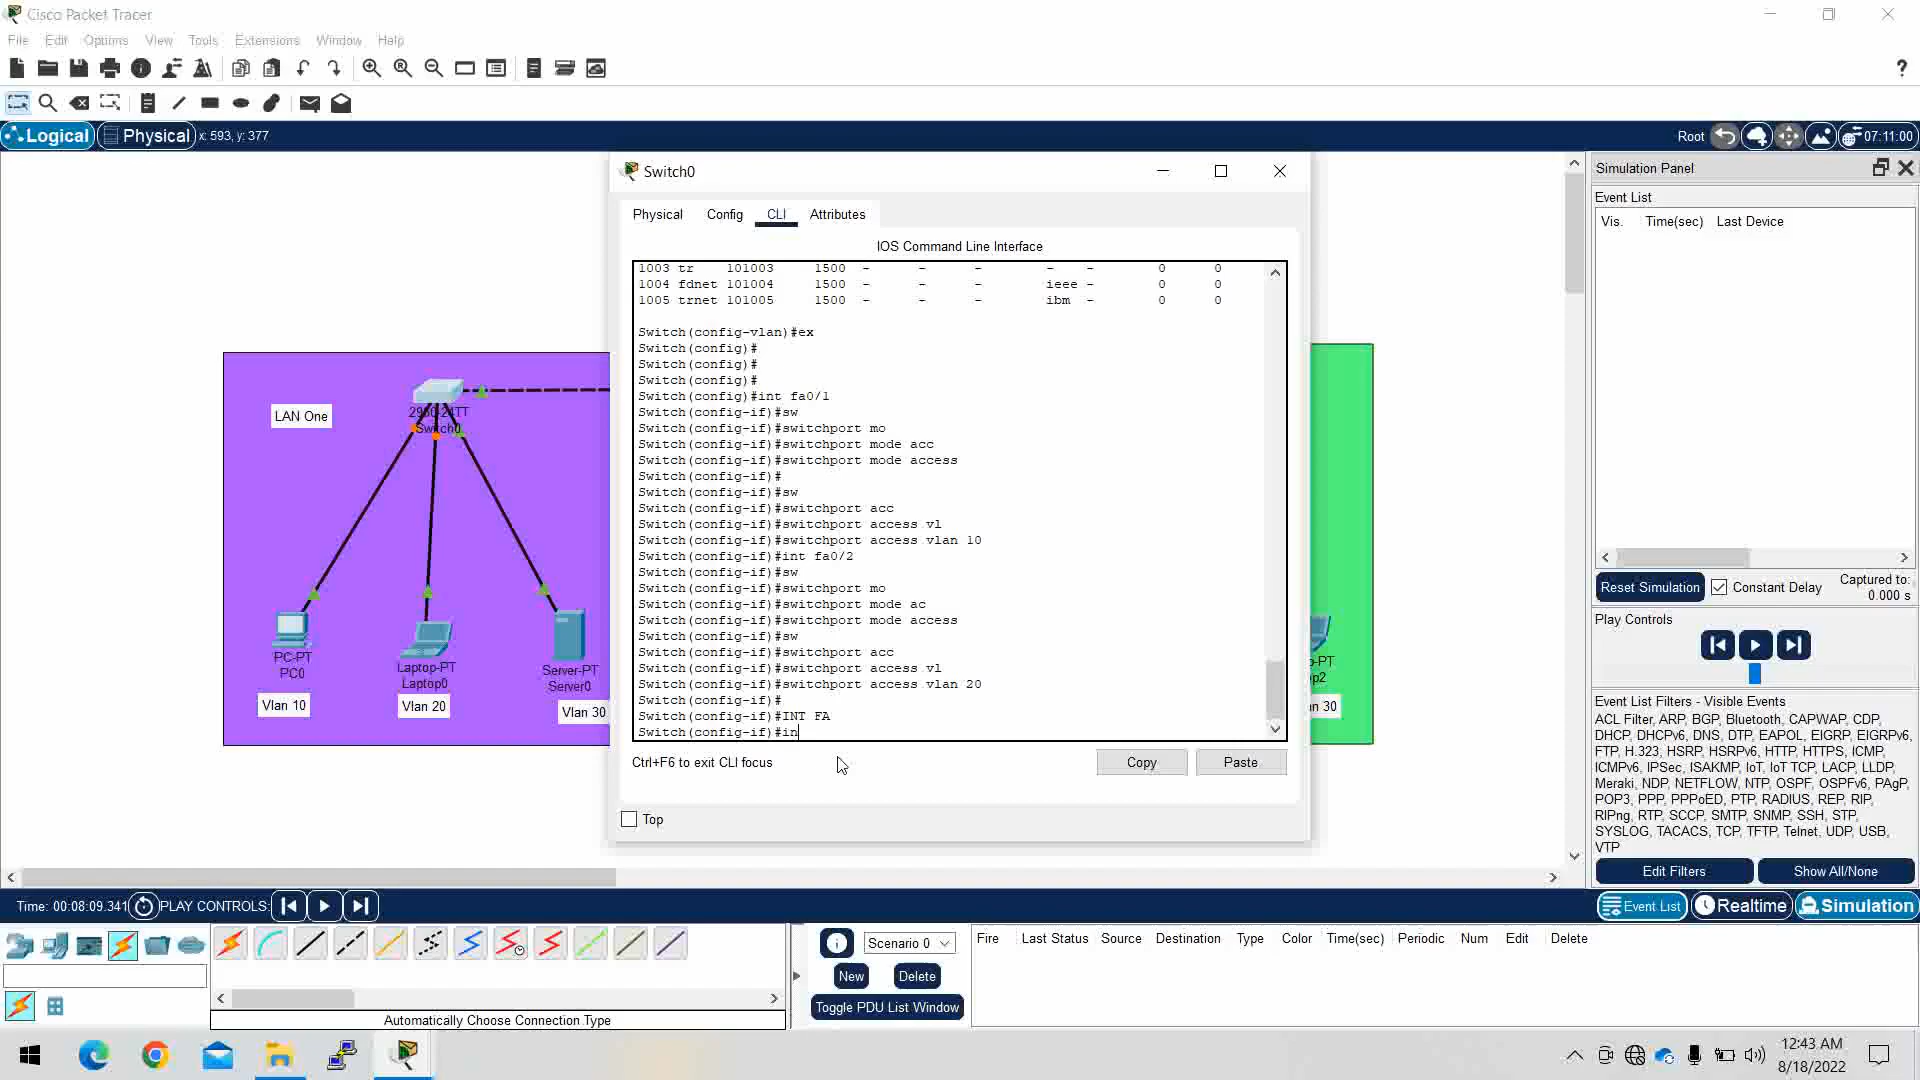 Cisco Packet Tracer
File Edit Options View Tools Extensions Window Help
?
Logical Physical x: 593, y: 377
Root 07:11:00
Switch0
Physical Config CLI Attributes
IOS Command Line Interface
1003 tr 101003 1500 - - - - - 0 0
1004 fdnet 101004 1500 - - - ieee - 0 0
1005 trnet 101005 1500 - - - ibm - 0 0
Switch(config-vlan)#ex
Switch(config)#
Switch(config)#
Switch(config)#
Switch(config)#int fa0/1
Switch(config-if)#sw
Switch(config-if)#switchport mo
Switch(config-if)#switchport mode acc
Switch(config-if)#switchport mode access
Switch(config-if)#
Switch(config-if)#sw
Switch(config-if)#switchport acc
Switch(config-if)#switchport access vl
Switch(config-if)#switchport access vlan 10
Switch(config-if)#int fa0/2
Switch(config-if)#sw
Switch(config-if)#switchport mo
Switch(config-if)#switchport mode ac
Switch(config-if)#switchport mode access
Switch(config-if)#sw
Switch(config-if)#switchport acc
Switch(config-if)#switchport access vl
Switch(config-if)#switchport access vlan 20
Switch(config-if)#
Switch(config-if)#INT FA
Switch(config-if)#in
Ctrl+F6 to exit CLI focus
Copy Paste
Top
LAN One
Switch0
PC-PT
PC0
Vlan 10
Laptop-PT
Laptop0
Vlan 20
Server-PT
Server0
Vlan 30
p-PT
p2
n 30
Simulation Panel
Event List
Vis. Time(sec) Last Device
Reset Simulation Constant Delay Captured to:
0.000 s
Play Controls
Event List Filters - Visible Events
ACL Filter, ARP, BGP, Bluetooth, CAPWAP, CDP,
DHCP, DHCPv6, DNS, DTP, EAPOL, EIGRP, EIGRPv6,
FTP, H.323, HSRP, HSRPv6, HTTP, HTTPS, ICMP,
ICMPv6, IPSec, ISAKMP, IoT, IoT TCP, LACP, LLDP,
Meraki, NDP, NETFLOW, NTP, OSPF, OSPFv6, PAgP,
POP3, PPP, PPPoED, PTP, RADIUS, REP, RIP,
RIPng, RTP, SCCP, SMTP, SNMP, SSH, STP,
SYSLOG, TACACS, TCP, TFTP, Telnet, UDP, USB,
VTP
Edit Filters Show All/None
Time: 00:08:09.341 PLAY CONTROLS:
Event List Realtime Simulation
Scenario 0
New Delete
Toggle PDU List Window
Fire Last Status Source Destination Type Color Time(sec) Periodic Num Edit Delete
Automatically Choose Connection Type
12:43 AM
8/18/2022